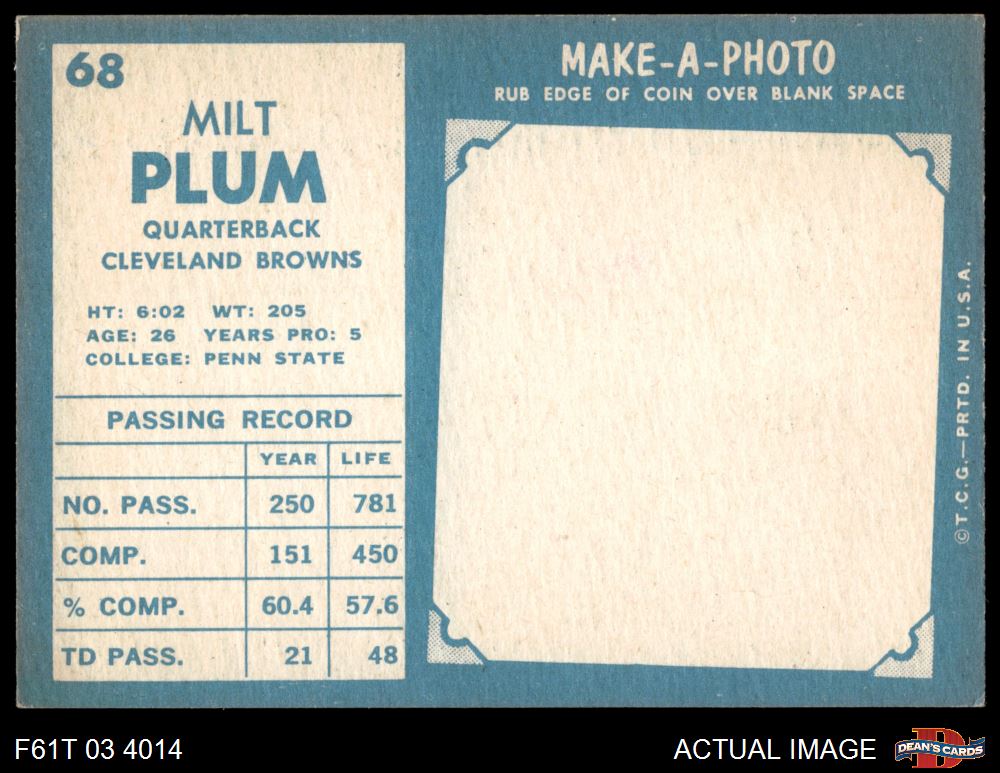 68
MILT
PLUM
QUARTERBACK
CLEVELAND BROWNS
HT: 6:02 WT: 205
AGE: 26 YEARS PRO: 5
COLLEGE: PENN STATE
PASSING RECORD
YEAR LIFE
NO. PASS. 250 781
COMP. 151 450
% COMP. 60.4 57.6
TD PASS. 21 48
MAKE-A-PHOTO
RUB EDGE OF COIN OVER BLANK SPACE
©T.C.G.—PRTD. IN U.S.A.
F61T 03 4014
ACTUAL IMAGE
D
DEAN'S CARDS